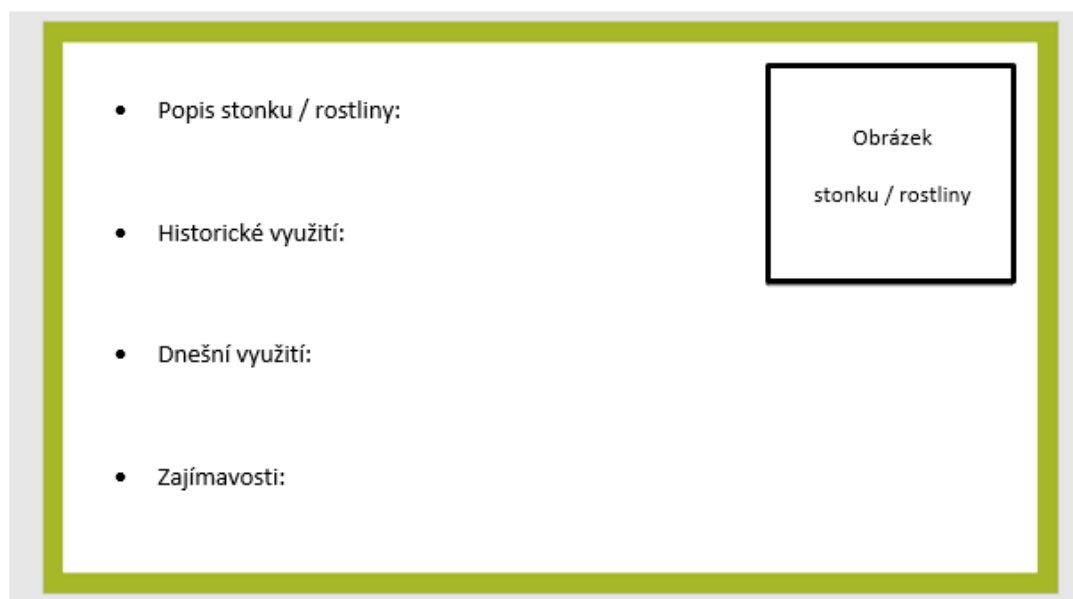 • Popis stonku / rostliny:
Obrázek
stonku / rostliny
• Historické využití:
• Dnešní využití:
• Zajímavosti: